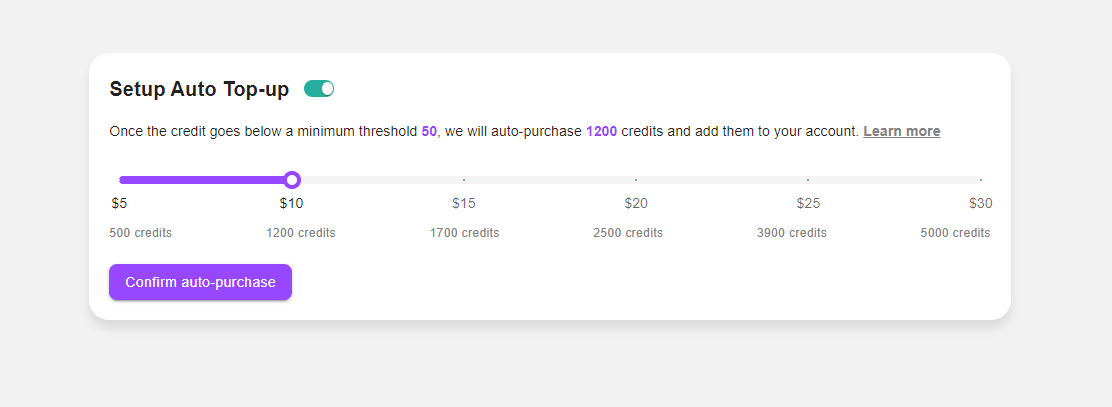 Setup Auto Top-up
Once the credit goes below a minimum threshold 50, we will auto-purchase 1200 credits and add them to your account. Learn more
$5 $10 $15 $20 $25 $30
500 credits 1200 credits 1700 credits 2500 credits 3900 credits 5000 credits
Confirm auto-purchase